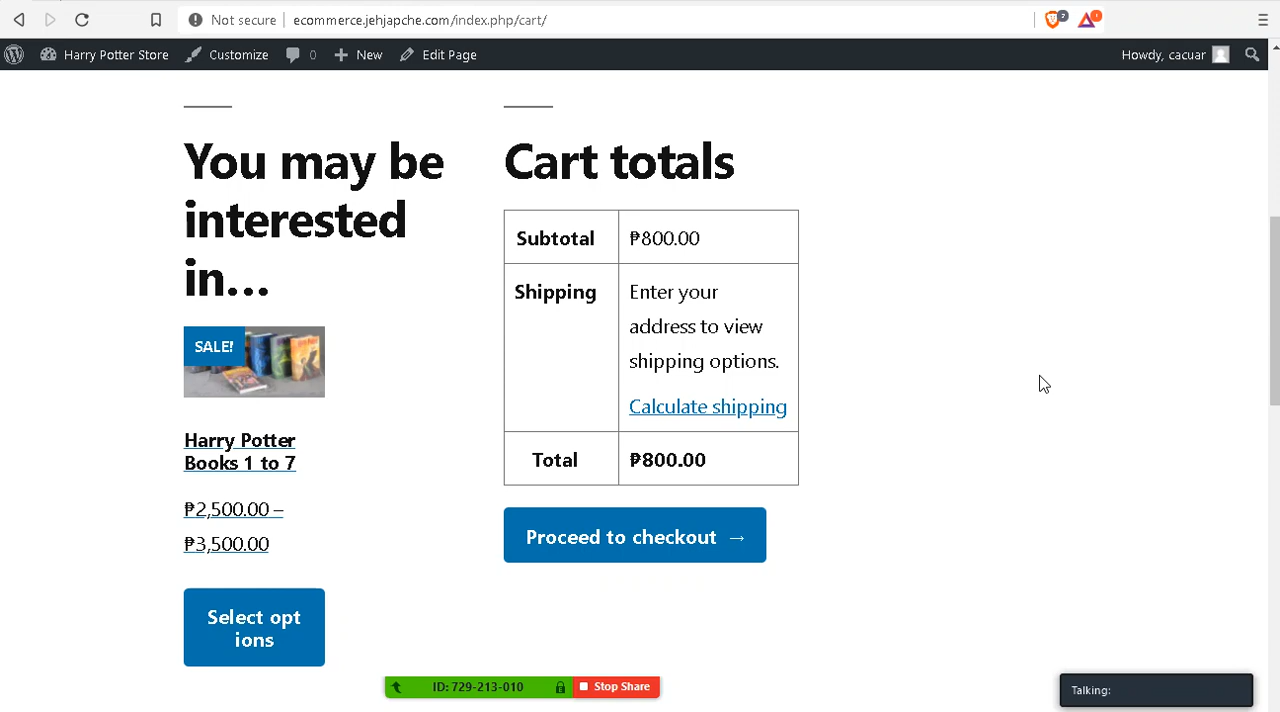 Not secure | ecommerce.jehjapche.com/index.php/cart/
2
1
Harry Potter Store
Customize
0
New
Edit Page
Howdy, cacuar
You may be
interested
in…
SALE!
Harry Potter
Books 1 to 7
₱2,500.00 –
₱3,500.00
Select opt
ions
Cart totals
Subtotal ₱800.00
Shipping Enter your
address to view
shipping options.
Calculate shipping
Total ₱800.00
Proceed to checkout →
ID: 729-213-010
Stop Share
Talking: